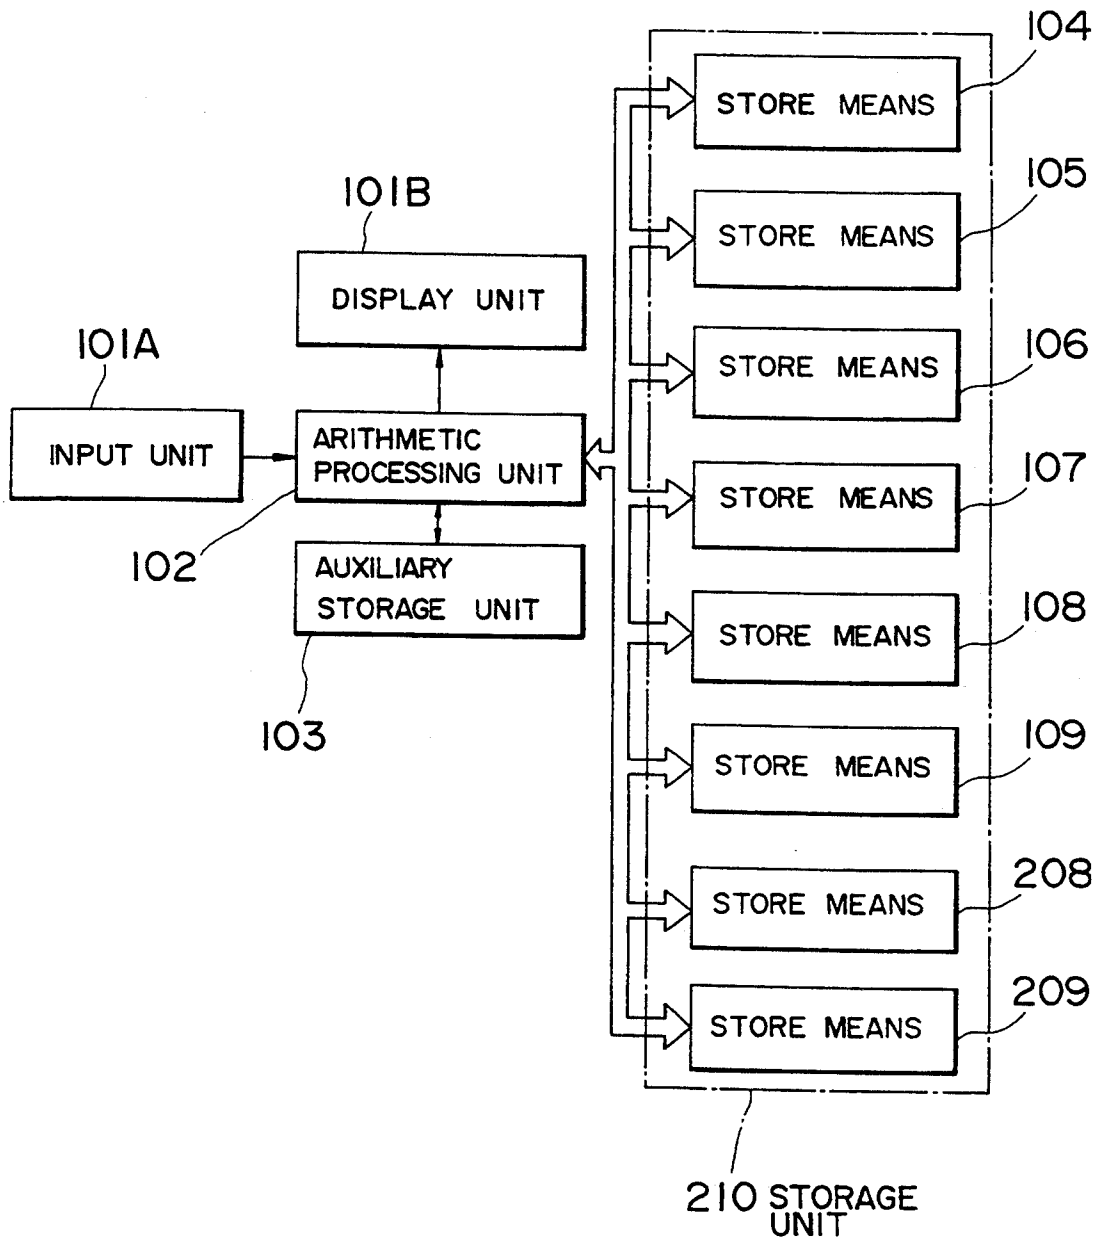 104
STORE MEANS
105
STORE MEANS
101B
DISPLAY UNIT
106
STORE MEANS
101A
INPUT UNIT
ARITHMETIC
PROCESSING UNIT
102
107
STORE MEANS
AUXILIARY
STORAGE UNIT
103
108
STORE MEANS
109
STORE MEANS
208
STORE MEANS
209
STORE MEANS
210 STORAGE
UNIT